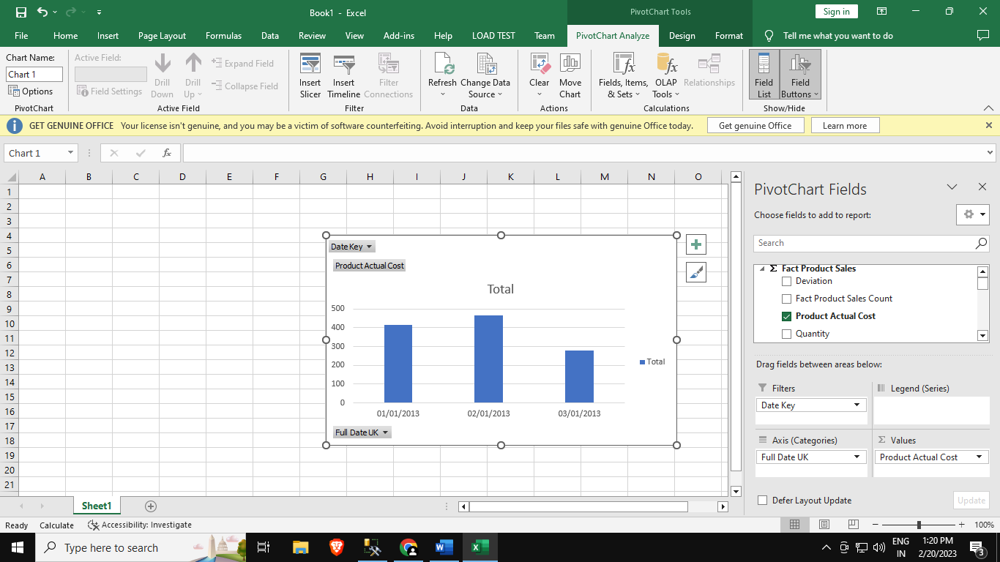 Book1 - Excel
PivotChart Tools
Sign in
File Home Insert Page Layout Formulas Data Review View Add-ins Help LOAD TEST Team PivotChart Analyze Design Format Tell me what you want to do
Chart Name:
Chart 1
Options
PivotChart
Active Field:
Field Settings
Drill Down
Drill Up
Expand Field
Collapse Field
Active Field
Insert Slicer
Insert Timeline
Filter Connections
Filter
Refresh
Change Data Source
Data
Clear
Move Chart
Actions
Fields, Items, & Sets
OLAP Tools
Relationships
Calculations
Field List
Field Buttons
Show/Hide
GET GENUINE OFFICE Your license isn't genuine, and you may be a victim of software counterfeiting. Avoid interruption and keep your files safe with genuine Office today. Get genuine Office Learn more
Chart 1
fx
A B C D E F G H I J K L M N O
1
2
3
4
5
6
7
8
9
10
11
12
13
14
15
16
17
18
19
20
21
Date Key
Product Actual Cost
Total
500
400
300
200
100
0
01/01/2013 02/01/2013 03/01/2013
Total
Full Date UK
PivotChart Fields
Choose fields to add to report:
Search
Σ Fact Product Sales
Deviation
Fact Product Sales Count
Product Actual Cost
Quantity
Drag fields between areas below:
Filters
Date Key
Legend (Series)
Axis (Categories)
Full Date UK
Σ Values
Product Actual Cost
Defer Layout Update
Update
Sheet1
Ready Calculate Accessibility: Investigate
100%
Type here to search
ENG
IN
1:20 PM
2/20/2023
3